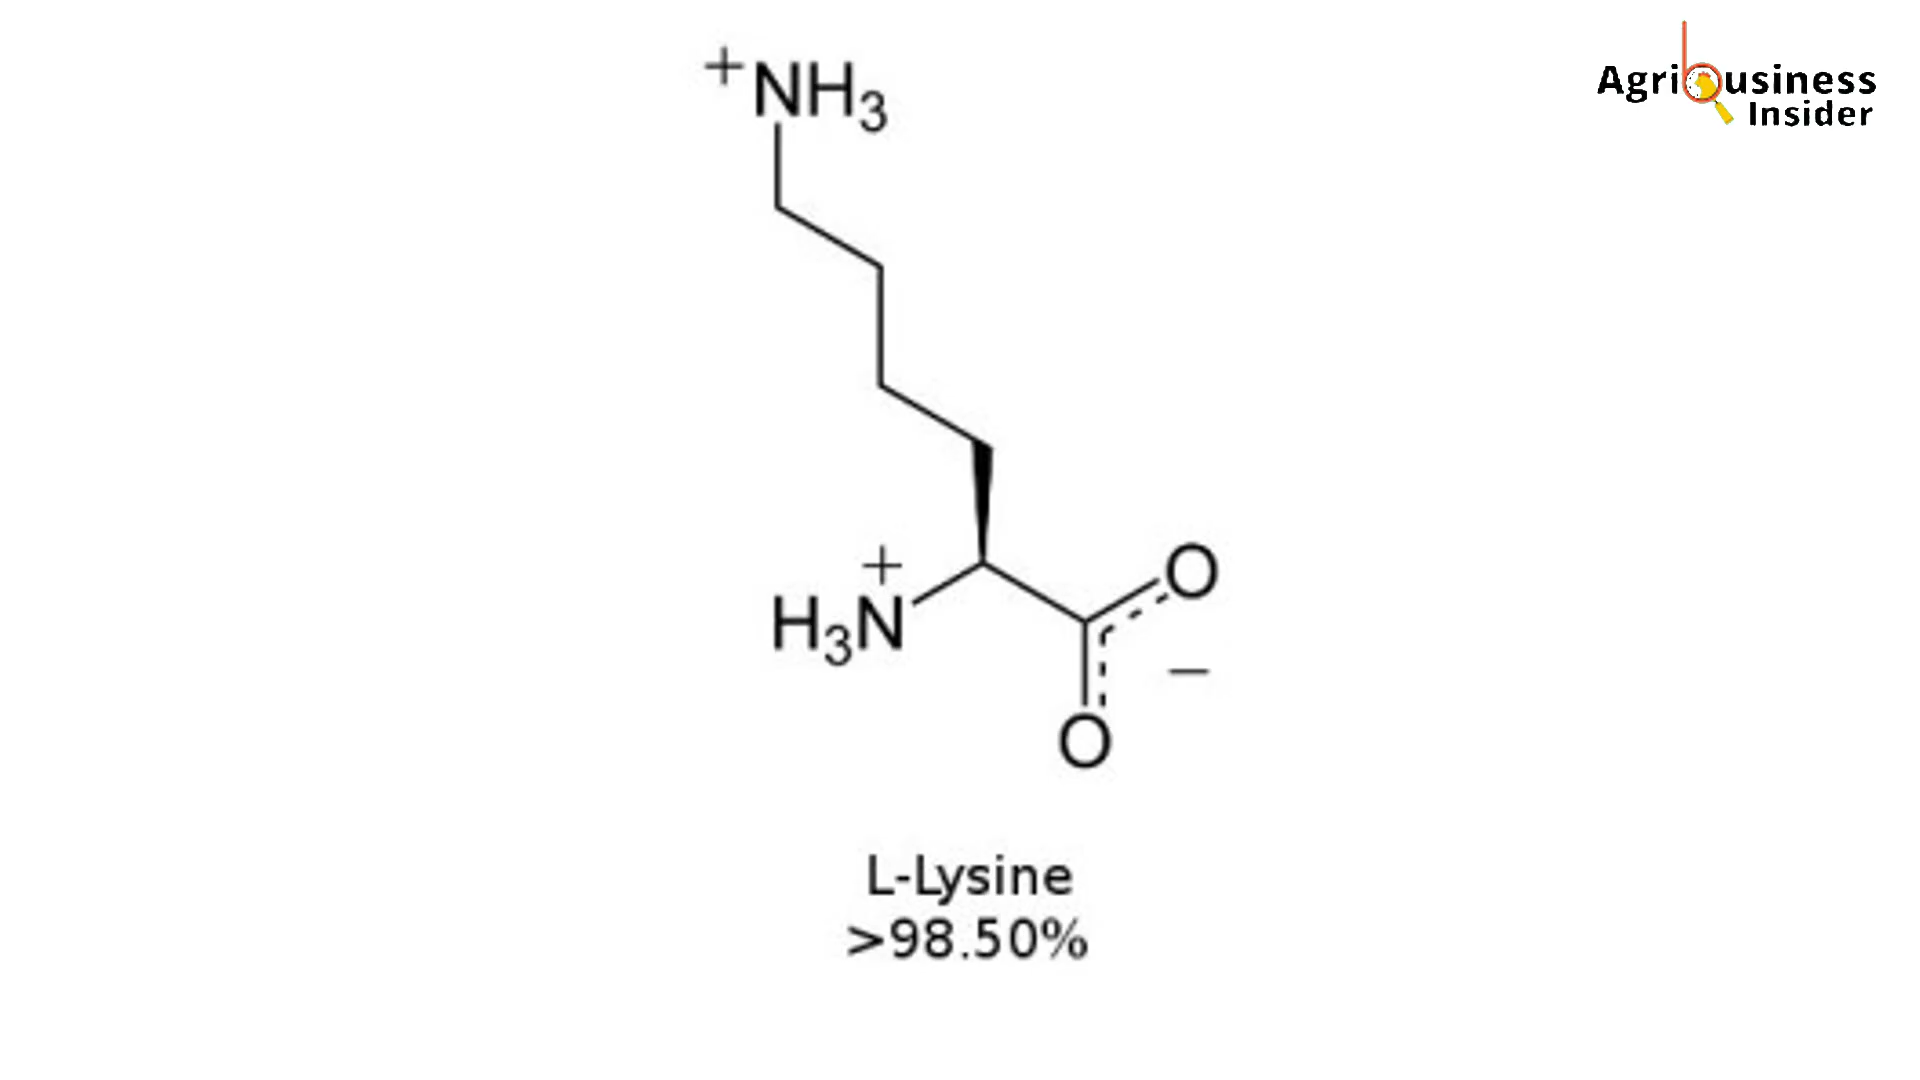 Agribusiness
Insider
+NH3
+
H3N
O
−
O
L-Lysine
>98.50%